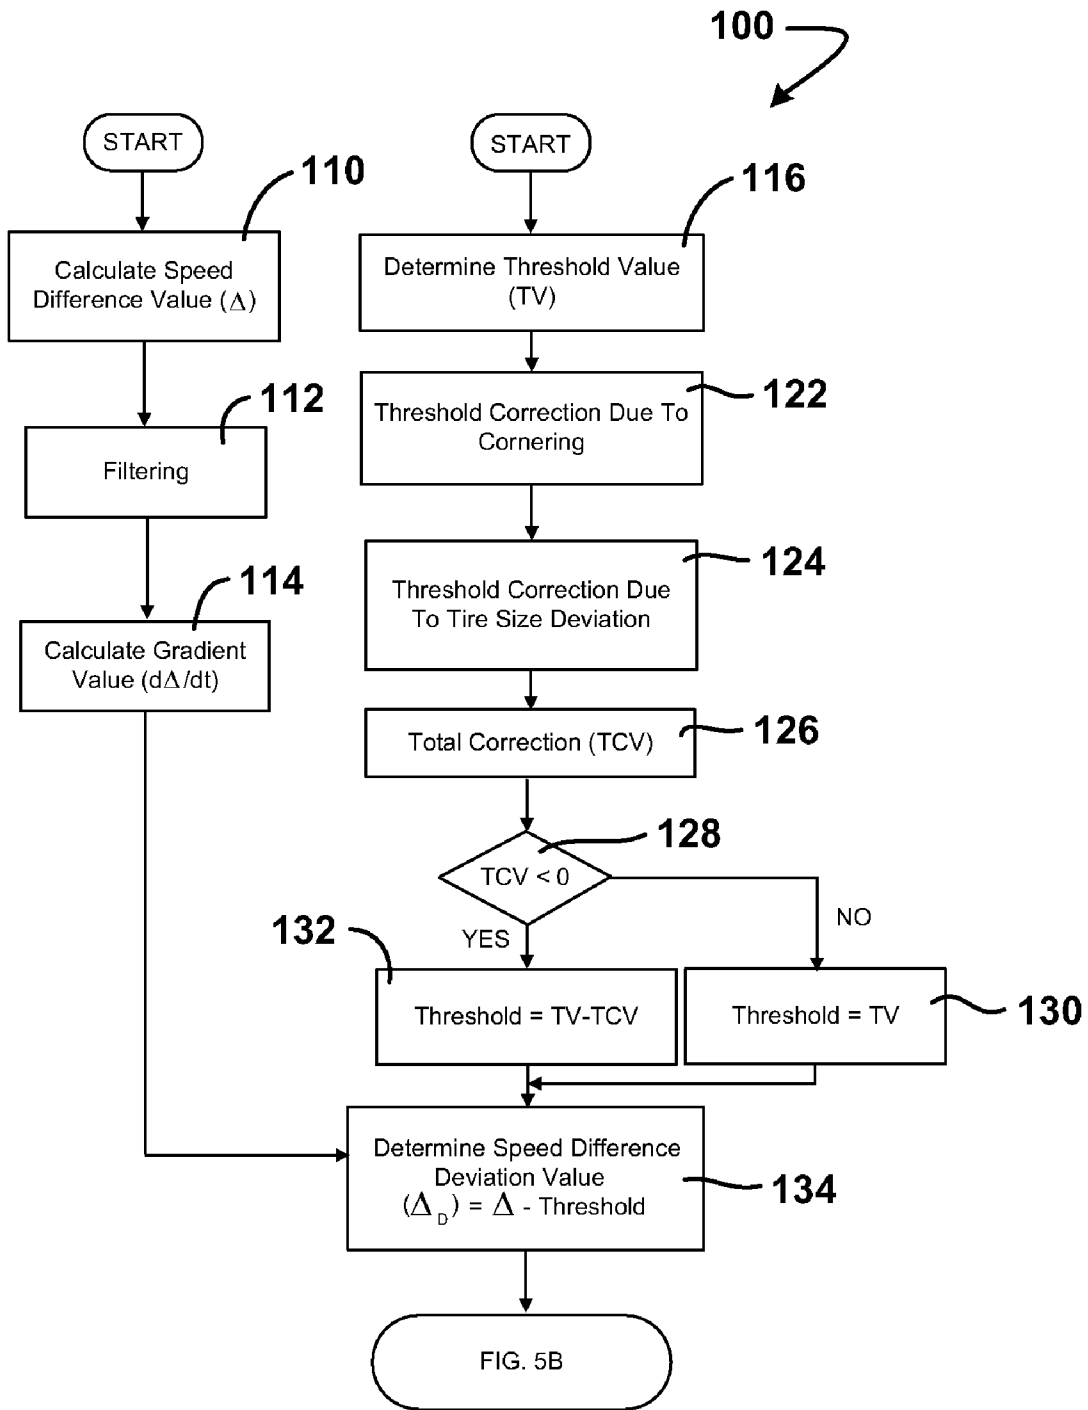 100
START
START
110
116
Calculate Speed
Difference Value (Δ)
Determine Threshold Value
(TV)
112
122
Filtering
Threshold Correction Due To
Cornering
114
124
Calculate Gradient
Value (dΔ/dt)
Threshold Correction Due
To Tire Size Deviation
Total Correction (TCV)
126
128
TCV < 0
YES
NO
132
Threshold = TV-TCV
Threshold = TV
130
Determine Speed Difference
Deviation Value
(Δ_D) = Δ - Threshold
134
FIG. 5B